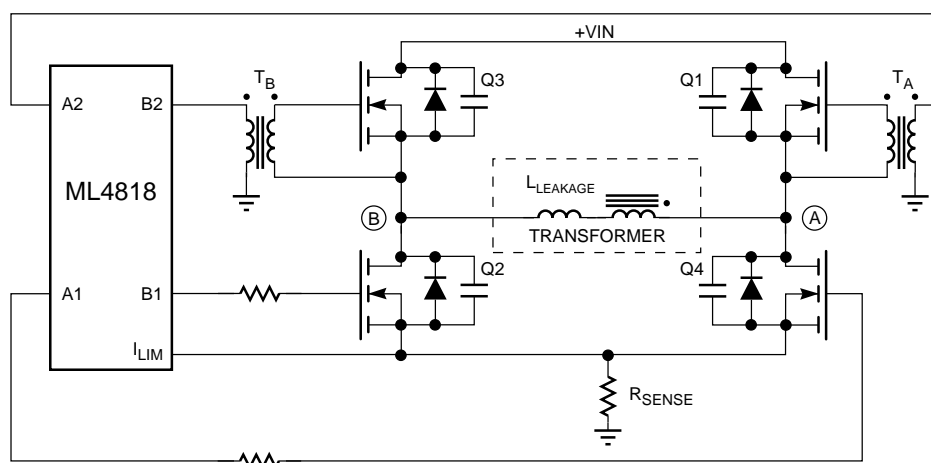 +VIN
T_B
Q3
Q1
T_A
A2
B2
ML4818
L_LEAKAGE
B
A
TRANSFORMER
Q2
Q4
A1
B1
I_LIM
R_SENSE